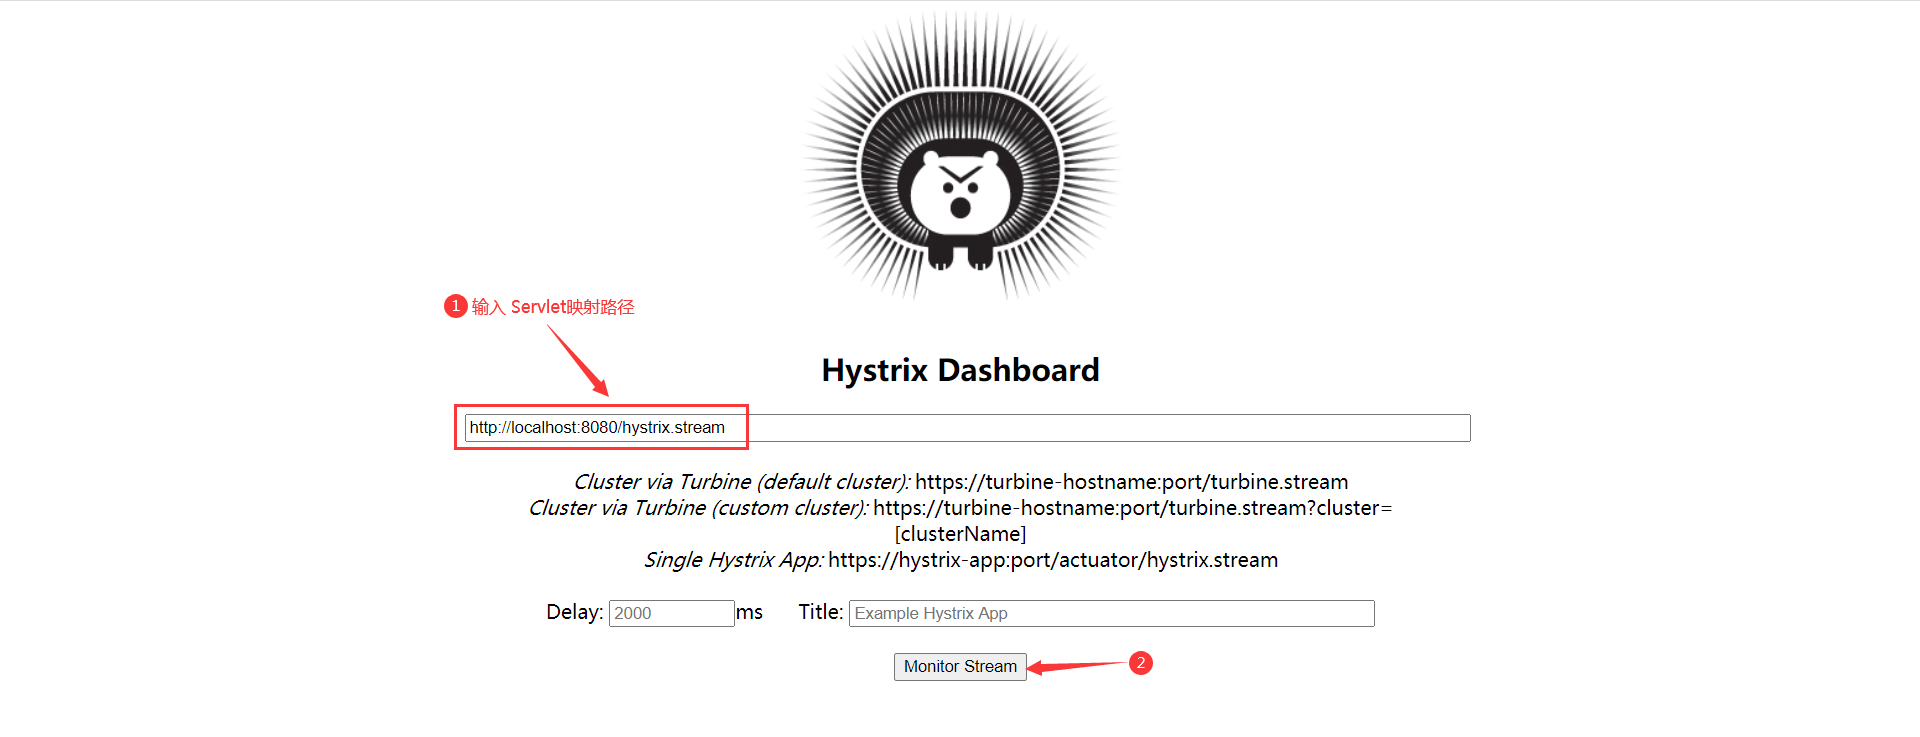 1 输入 Servlet映射路径
Hystrix Dashboard
http://localhost:8080/hystrix.stream
Cluster via Turbine (default cluster): https://turbine-hostname:port/turbine.stream
Cluster via Turbine (custom cluster): https://turbine-hostname:port/turbine.stream?cluster=
[clusterName]
Single Hystrix App: https://hystrix-app:port/actuator/hystrix.stream
Delay: 2000 ms Title: Example Hystrix App
Monitor Stream 2